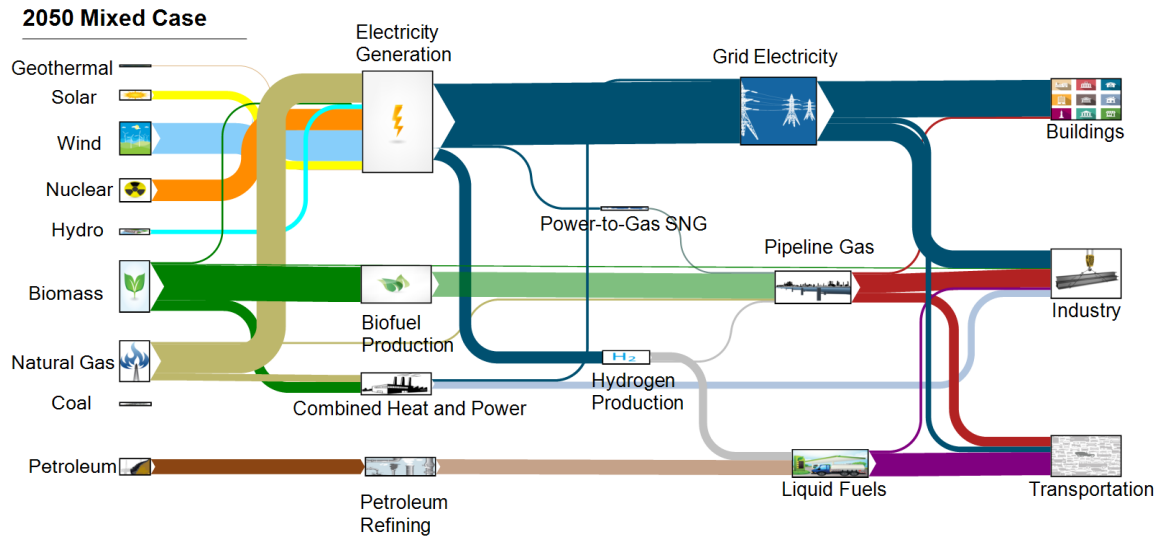 2050 Mixed Case
Electricity
Generation
Grid Electricity
Geothermal
Solar
Wind
Buildings
Nuclear
Hydro
Power-to-Gas SNG
Pipeline Gas
Biomass
Industry
Biofuel
Production
Natural Gas
H2
Hydrogen
Production
Coal
Combined Heat and Power
Petroleum
Liquid Fuels
Transportation
Petroleum
Refining